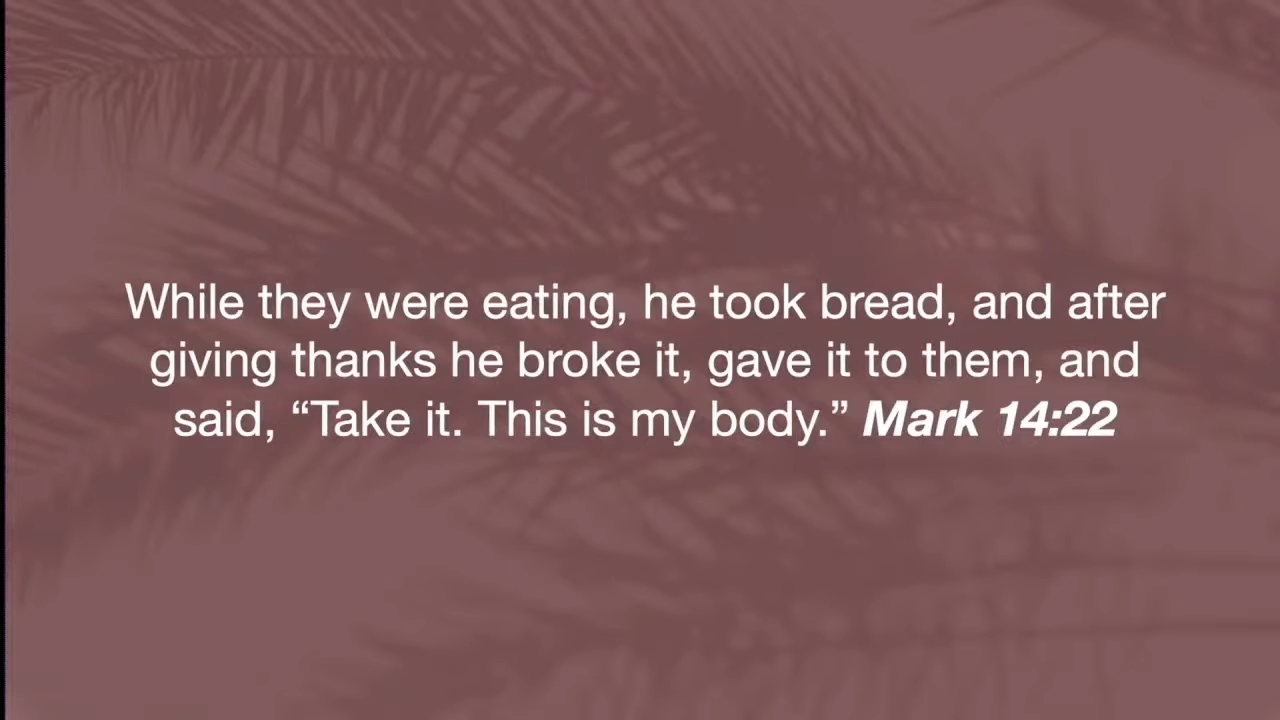 While they were eating, he took bread, and after
giving thanks he broke it, gave it to them, and
said, “Take it. This is my body.” Mark 14:22